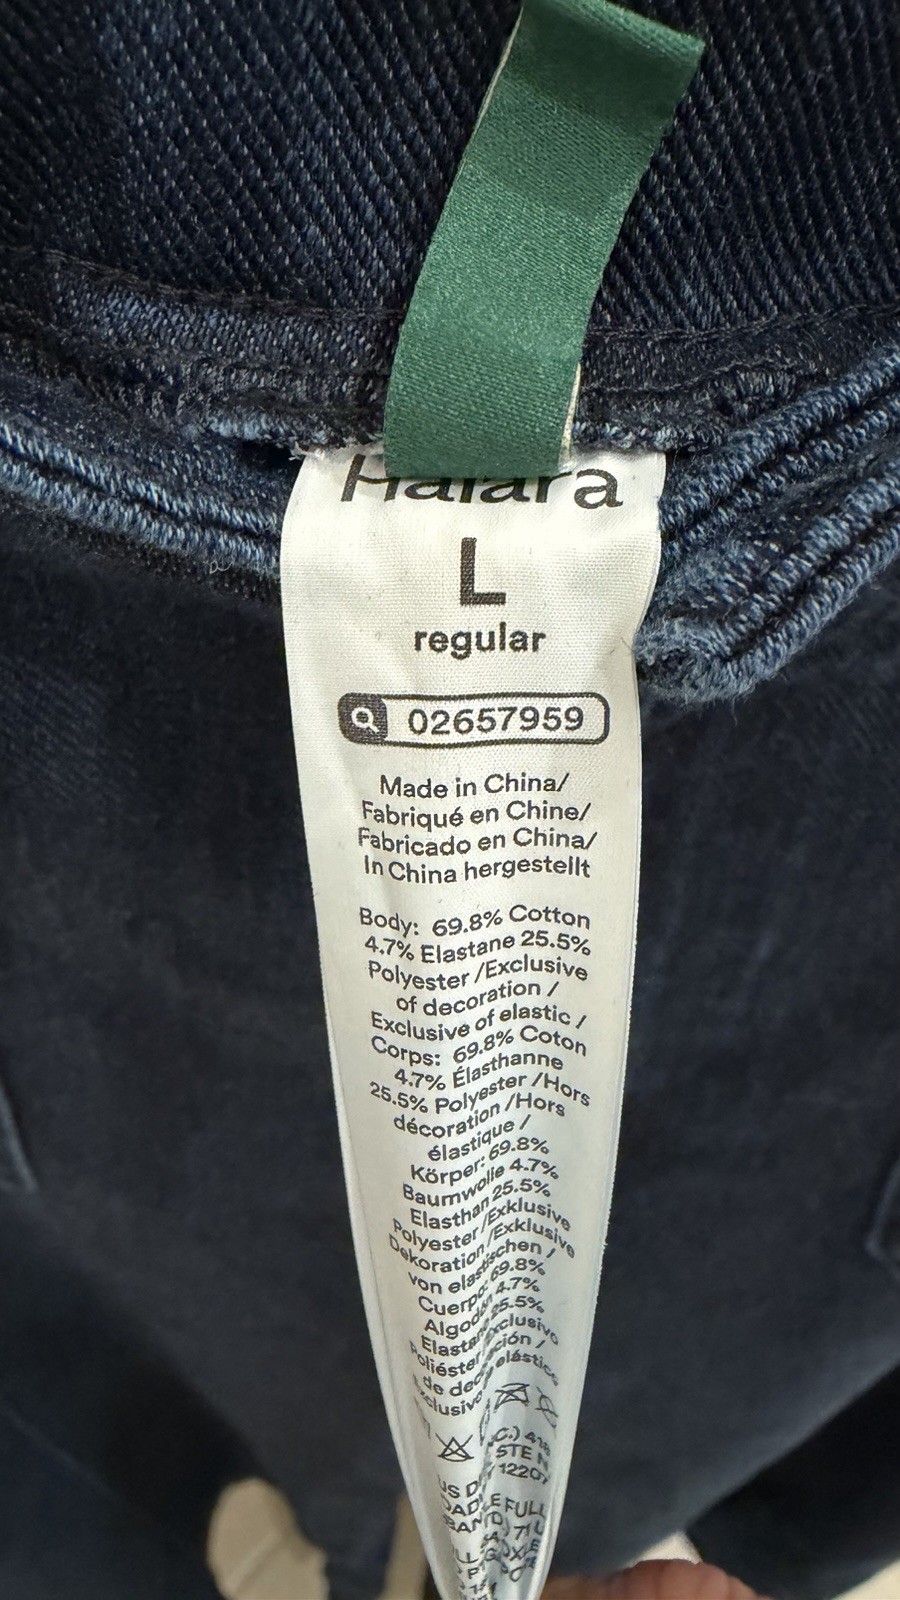 Halara
L
regular
02657959
Made in China/
Fabriqué en Chine/
Fabricado en China/
In China hergestellt
Body: 69.8% Cotton
4.7% Elastane 25.5%
Polyester /Exclusive
of decoration /
Exclusive of elastic /
Corps: 69.8% Coton
4.7% Élasthanne
25.5% Polyester /Hors
décoration /Hors
élastique /
Körper: 69.8%
Baumwolle 4.7%
Elasthan 25.5%
Polyester /Exklusive
Dekoration /Exklusive
von elastischen /
Cuerpo: 69.8%
Algodón 4.7%
Elastano 25.5%
Poliéster /Exclusivo
de decoración /
Exclusivo de elástico
STE
12207
FULL